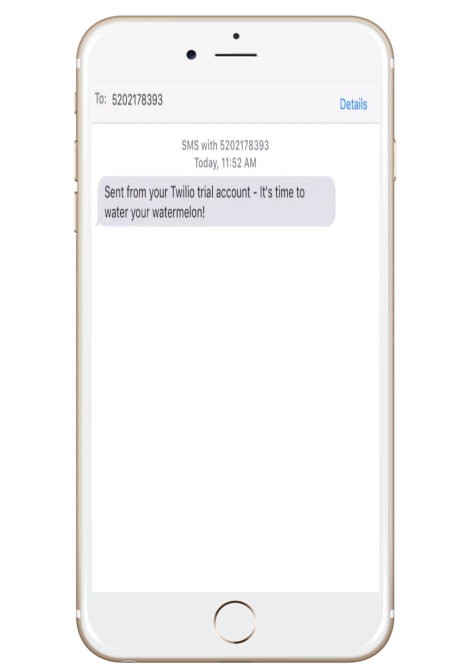 To: 5202178393
Details
SMS with 5202178393
Today, 11:52 AM
Sent from your Twilio trial account - It's time to
water your watermelon!